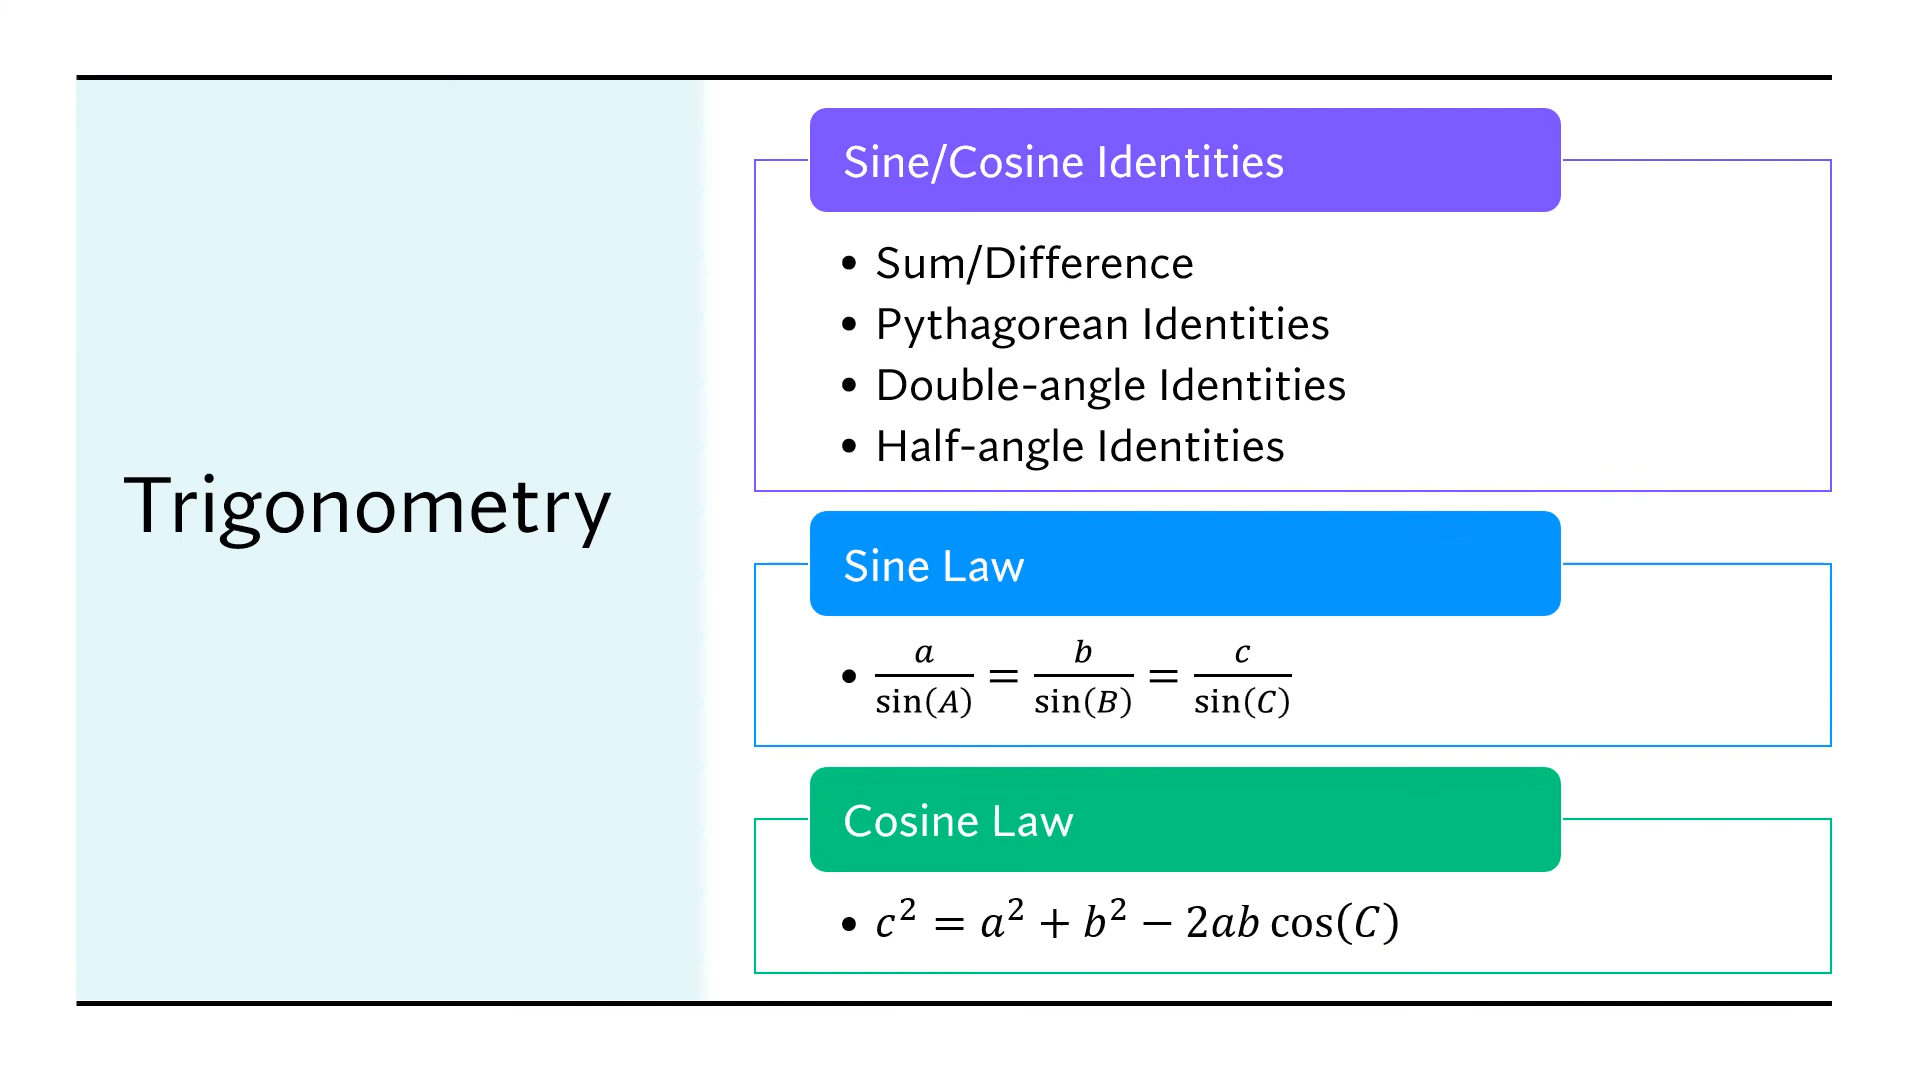 Trigonometry
Sine/Cosine Identities
• Sum/Difference
• Pythagorean Identities
• Double-angle Identities
• Half-angle Identities
Sine Law
• a/sin(A) = b/sin(B) = c/sin(C)
Cosine Law
• c² = a² + b² − 2ab cos(C)